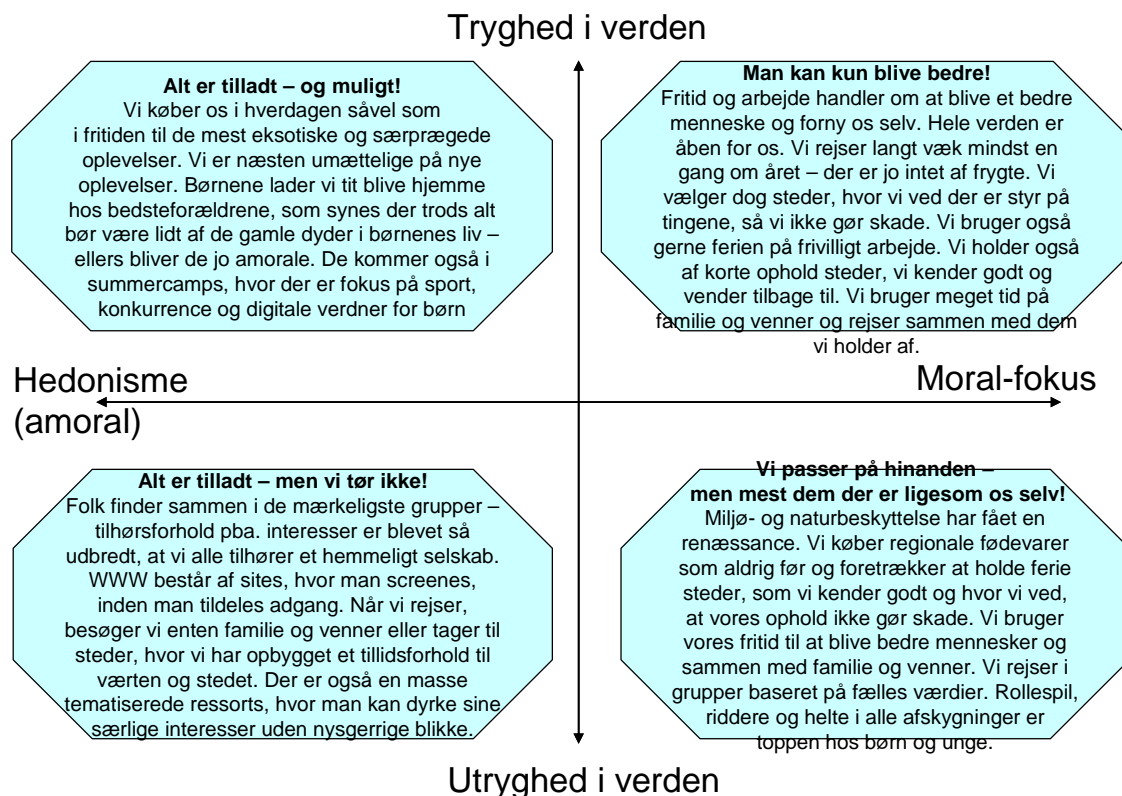 Tryghed i verden
Alt er tilladt – og muligt!
Vi køber os i hverdagen såvel som
i fritiden til de mest eksotiske og særprægede
oplevelser. Vi er næsten umættelige på nye
oplevelser. Børnene lader vi tit blive hjemme
hos bedsteforældrene, som synes der trods alt
bør være lidt af de gamle dyder i børnenes liv –
ellers bliver de jo amorale. De kommer også i
summercamps, hvor der er fokus på sport,
konkurrence og digitale verdner for børn
Man kan kun blive bedre!
Fritid og arbejde handler om at blive et bedre
menneske og forny os selv. Hele verden er
åben for os. Vi rejser langt væk mindst en
gang om året – der er jo intet af frygte. Vi
vælger dog steder, hvor vi ved der er styr på
tingene, så vi ikke gør skade. Vi bruger også
gerne ferien på frivilligt arbejde. Vi holder også
af korte ophold steder, vi kender godt og
vender tilbage til. Vi bruger meget tid på
familie og venner og rejser sammen med dem
vi holder af.
Hedonisme
(amoral)
Moral-fokus
Alt er tilladt – men vi tør ikke!
Folk finder sammen i de mærkeligste grupper –
tilhørsforhold pba. interesser er blevet så
udbredt, at vi alle tilhører et hemmeligt selskab.
WWW består af sites, hvor man screenes,
inden man tildeles adgang. Når vi rejser,
besøger vi enten familie og venner eller tager til
steder, hvor vi har opbygget et tillidsforhold til
værten og stedet. Der er også en masse
tematiserede ressorts, hvor man kan dyrke sine
særlige interesser uden nysgerrige blikke.
Vi passer på hinanden –
men mest dem der er ligesom os selv!
Miljø- og naturbeskyttelse har fået en
renæssance. Vi køber regionale fødevarer
som aldrig før og foretrækker at holde ferie
steder, som vi kender godt og hvor vi ved,
at vores ophold ikke gør skade. Vi bruger
vores fritid til at blive bedre mennesker og
sammen med familie og venner. Vi rejser i
grupper baseret på fælles værdier. Rollespil,
riddere og helte i alle afskygninger er
toppen hos børn og unge.
Utryghed i verden